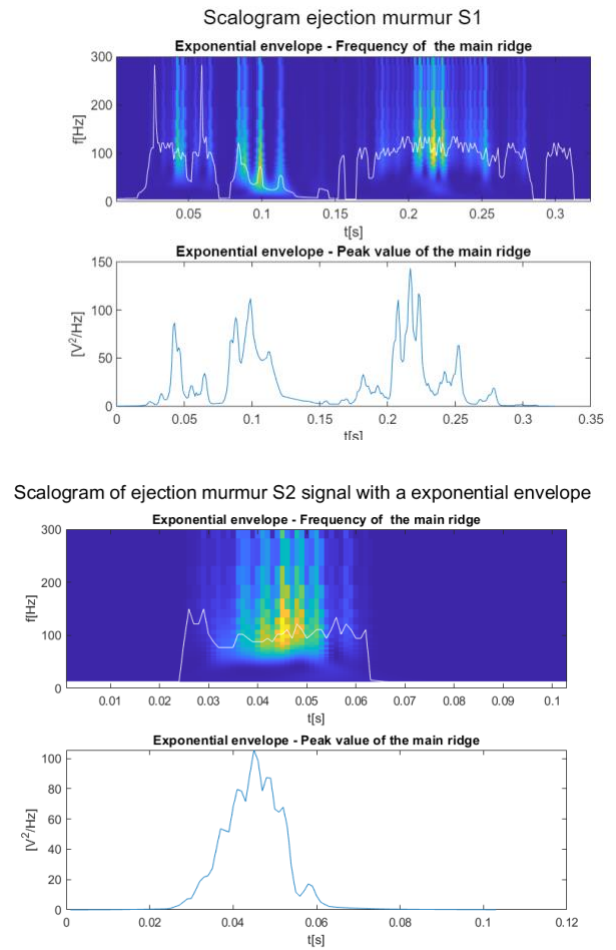 Scalogram ejection murmur S1
Exponential envelope - Frequency of  the main ridge
300
200
100
0
f[Hz]
0.05 0.1 0.15 0.2 0.25 0.3
t[s]
Exponential envelope - Peak value of the main ridge
150
100
50
0
[V²/Hz]
0 0.05 0.1 0.15 0.2 0.25 0.3 0.35
t[s]
Scalogram of ejection murmur S2 signal with a exponential envelope
Exponential envelope - Frequency of  the main ridge
300
200
100
0
f[Hz]
0.01 0.02 0.03 0.04 0.05 0.06 0.07 0.08 0.09 0.1
t[s]
Exponential envelope - Peak value of the main ridge
100
80
60
40
20
0
[V²/Hz]
0 0.02 0.04 0.06 0.08 0.1 0.12
t[s]